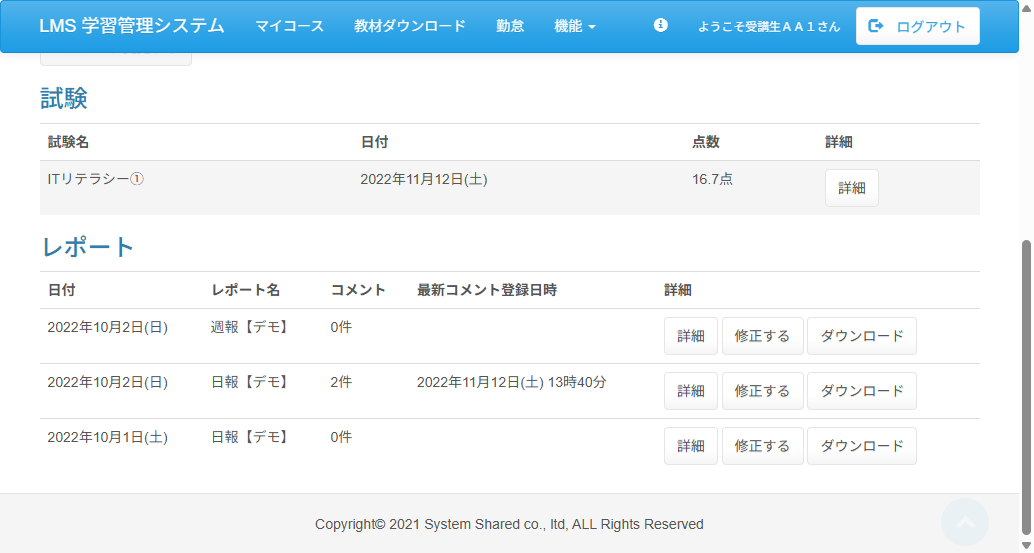 LMS 学習管理システム マイコース 教材ダウンロード 勤怠 機能 ようこそ受講生ＡＡ１さん ログアウト
試験
試験名 日付 点数 詳細
ITリテラシー① 2022年11月12日(土) 16.7点 詳細
レポート
日付 レポート名 コメント 最新コメント登録日時 詳細
2022年10月2日(日) 週報【デモ】 0件 詳細 修正する ダウンロード
2022年10月2日(日) 日報【デモ】 2件 2022年11月12日(土) 13時40分 詳細 修正する ダウンロード
2022年10月1日(土) 日報【デモ】 0件 詳細 修正する ダウンロード
Copyright© 2021 System Shared co., ltd, ALL Rights Reserved